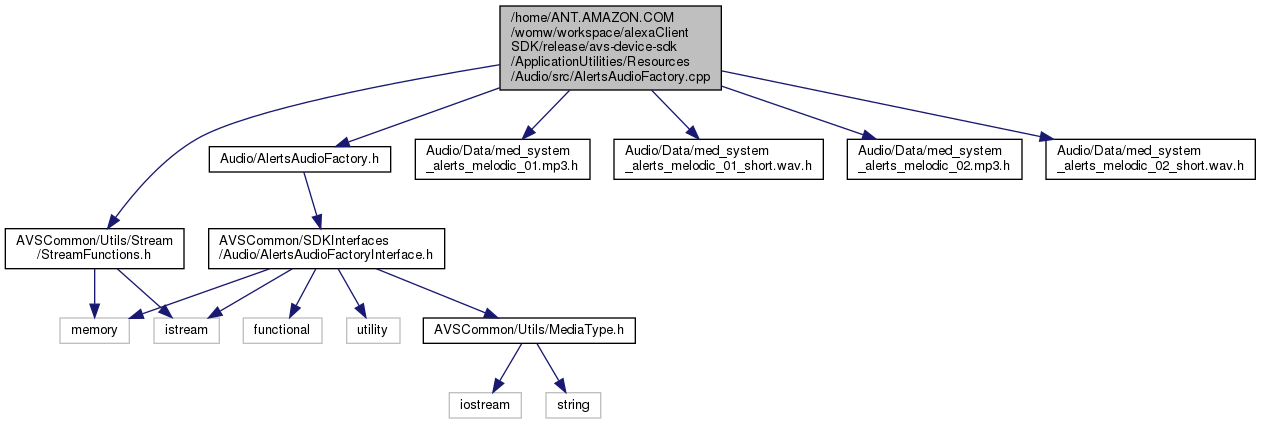 /home/ANT.AMAZON.COM
/womw/workspace/alexaClient
SDK/release/avs-device-sdk
/ApplicationUtilities/Resources
/Audio/src/AlertsAudioFactory.cpp
Audio/AlertsAudioFactory.h
Audio/Data/med_system
_alerts_melodic_01.mp3.h
Audio/Data/med_system
_alerts_melodic_01_short.wav.h
Audio/Data/med_system
_alerts_melodic_02.mp3.h
Audio/Data/med_system
_alerts_melodic_02_short.wav.h
AVSCommon/Utils/Stream
/StreamFunctions.h
AVSCommon/SDKInterfaces
/Audio/AlertsAudioFactoryInterface.h
memory
istream
functional
utility
AVSCommon/Utils/MediaType.h
iostream
string